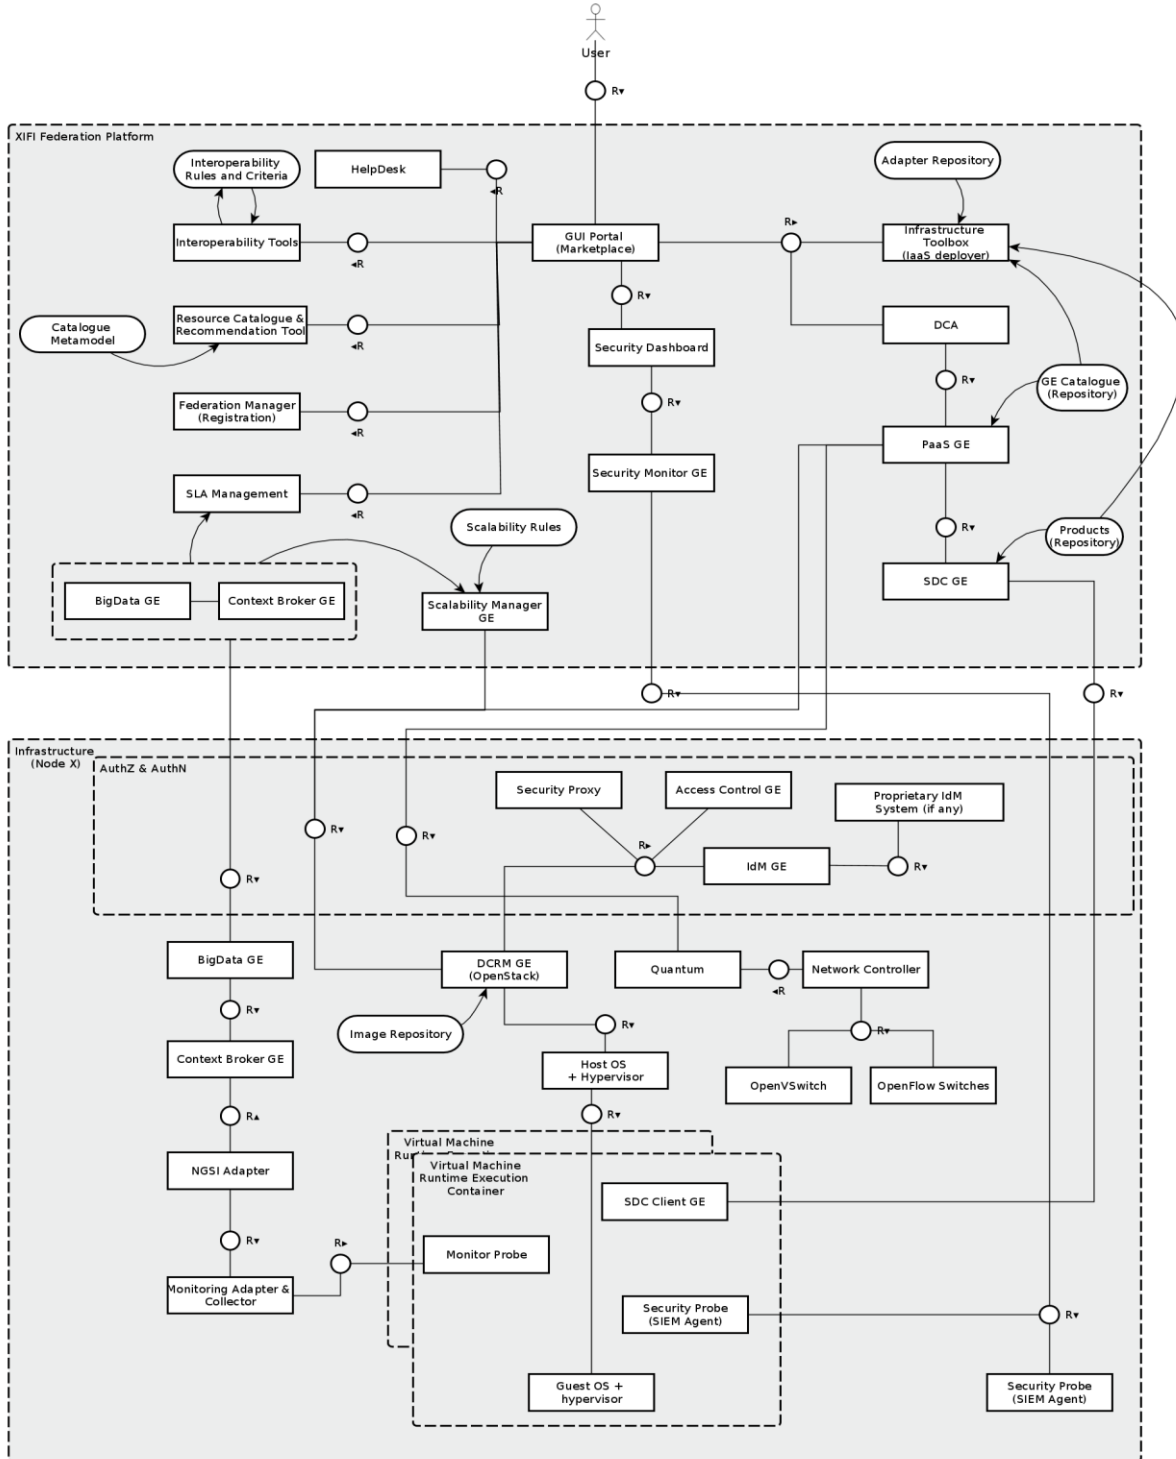 User
R▾
XIFI Federation Platform
Interoperability
Rules and Criteria
HelpDesk
◂R
Adapter Repository
Interoperability Tools
◂R
GUI Portal
(Marketplace)
R▸
Infrastructure
Toolbox
(IaaS deployer)
R▾
Catalogue
Metamodel
Resource Catalogue &
Recommendation Tool
◂R
Security Dashboard
DCA
R▾
GE Catalogue
(Repository)
Federation Manager
(Registration)
◂R
R▾
PaaS GE
Security Monitor GE
SLA Management
◂R
Scalability Rules
R▾
Products
(Repository)
BigData GE
Context Broker GE
Scalability Manager
GE
SDC GE
R▾
R▾
Infrastructure
(Node X)
AuthZ & AuthN
Security Proxy
Access Control GE
Proprietary IdM
System (if any)
R▾
R▾
R▸
IdM GE
R▾
R▾
BigData GE
DCRM GE
(OpenStack)
Quantum
◂R
Network Controller
R▾
Image Repository
R▾
R▾
Context Broker GE
Host OS
+ Hypervisor
OpenVSwitch
OpenFlow Switches
R▴
R▾
Virtual Machine
Virtual Machine
Runtime Execution
Container
NGSI Adapter
SDC Client GE
R▾
R▸
Monitor Probe
Monitoring Adapter &
Collector
Security Probe
(SIEM Agent)
R▾
Guest OS +
hypervisor
Security Probe
(SIEM Agent)